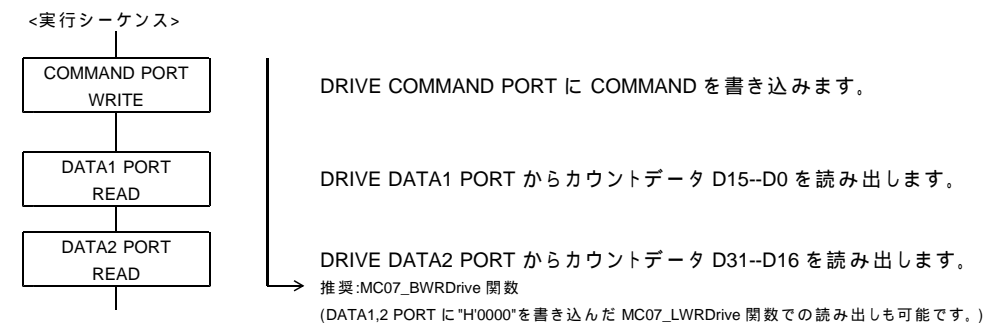 <実行シーケンス>
COMMAND PORT
WRITE
DRIVE COMMAND PORT に COMMAND を書き込みます。
DATA1 PORT
READ
DRIVE DATA1 PORT からカウントデータ D15--D0 を読み出します。
DATA2 PORT
READ
DRIVE DATA2 PORT からカウントデータ D31--D16 を読み出します。
推奨:MC07_BWRDrive 関数
(DATA1,2 PORT に"H'0000"を書き込んだ MC07_LWRDrive 関数での読み出しも可能です。)